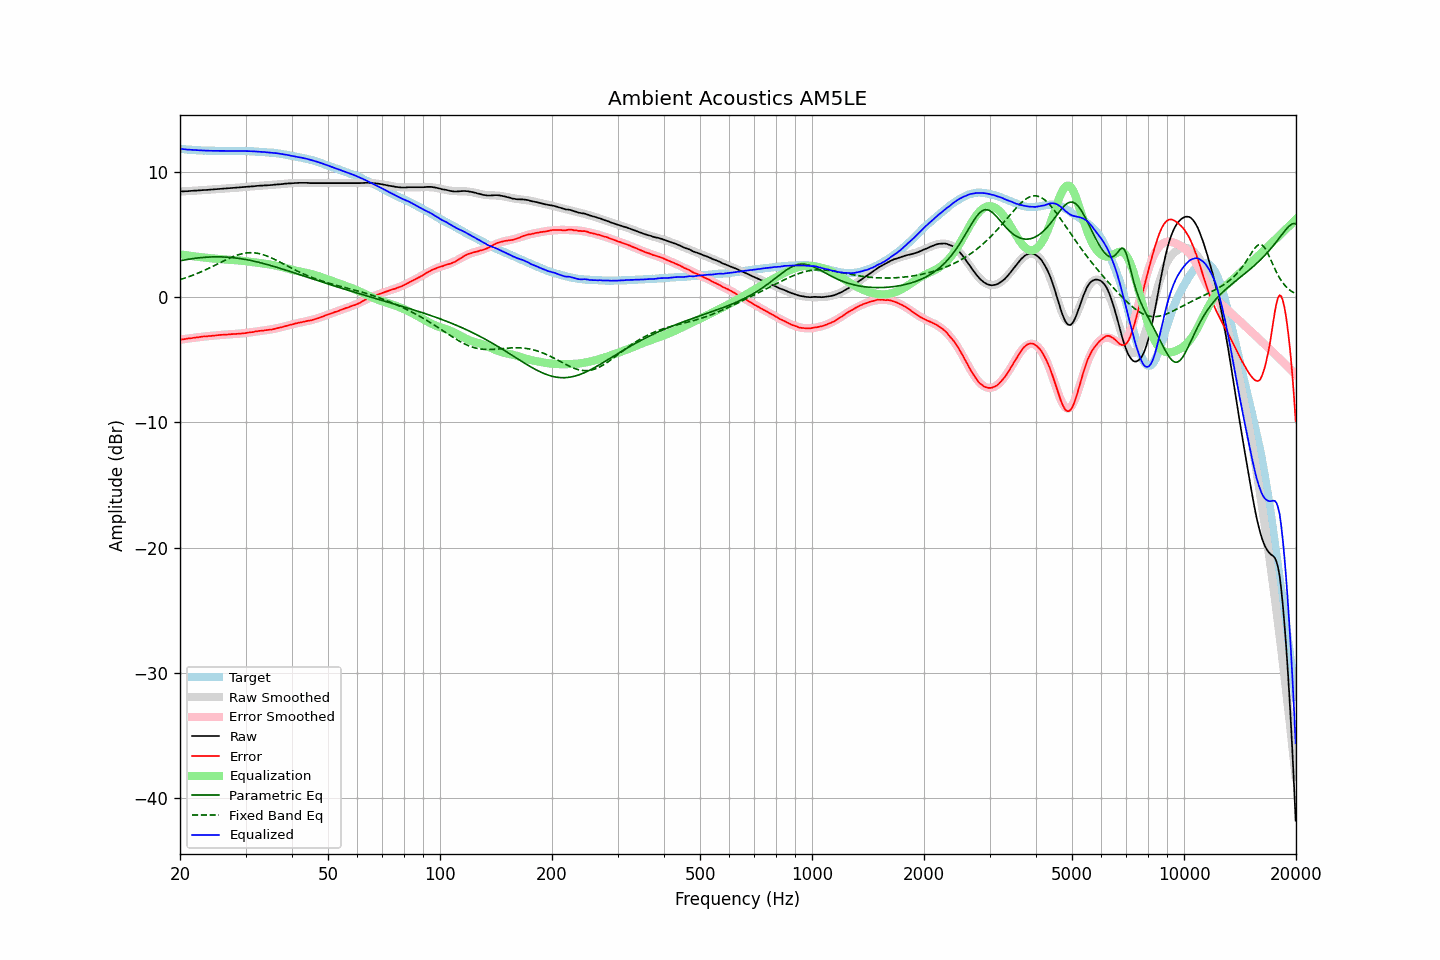 Ambient Acoustics AM5LE
Amplitude (dBr)
10
0
−10
−20
−30
−40
Target
Raw Smoothed
Error Smoothed
Raw
Error
Equalization
Parametric Eq
Fixed Band Eq
Equalized
20 50 100 200 500 1000 2000 5000 10000 20000
Frequency (Hz)